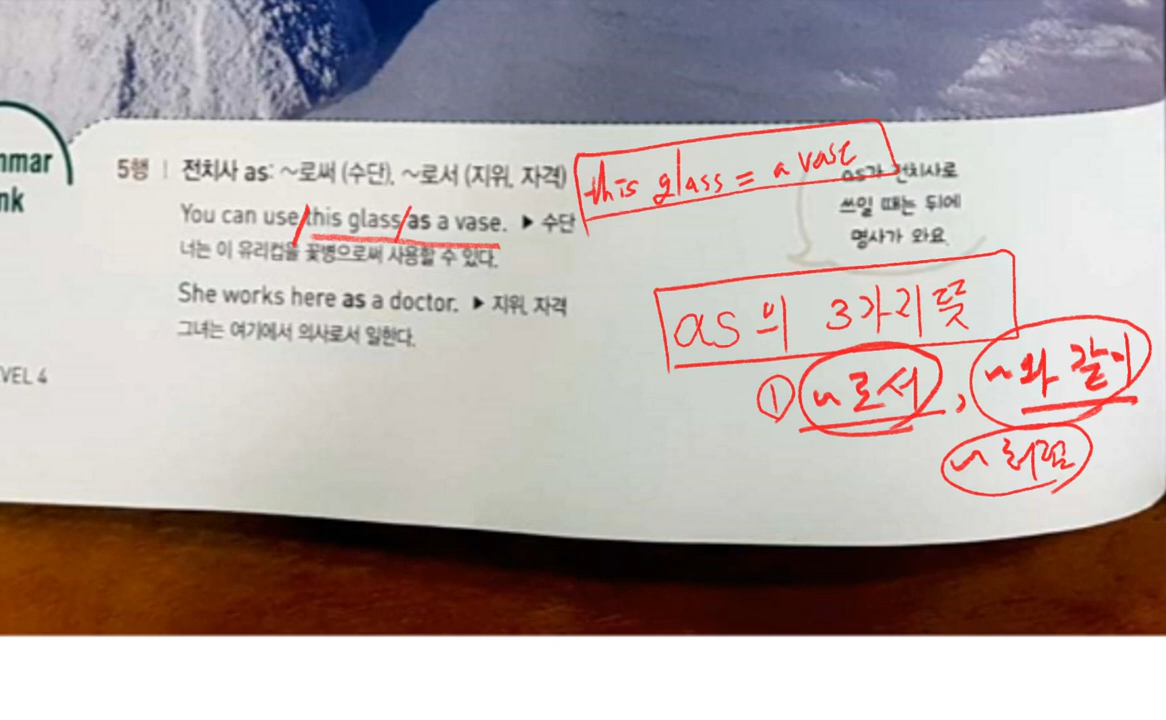 mmar
nk
5행 | 전치사 as: ~로써 (수단), ~로서 (지위, 자격)
You can use this glass as a vase. ▶ 수단
너는 이 유리컵을 꽃병으로써 사용할 수 있다.
She works here as a doctor. ▶ 지위, 자격
그녀는 여기에서 의사로서 일한다.
this glass = a vase
as가 전치사로
쓰일 때는 뒤에
명사가 와요.
as의 3가지 뜻
① ~로서, ~와 같이
~처럼
VEL 4